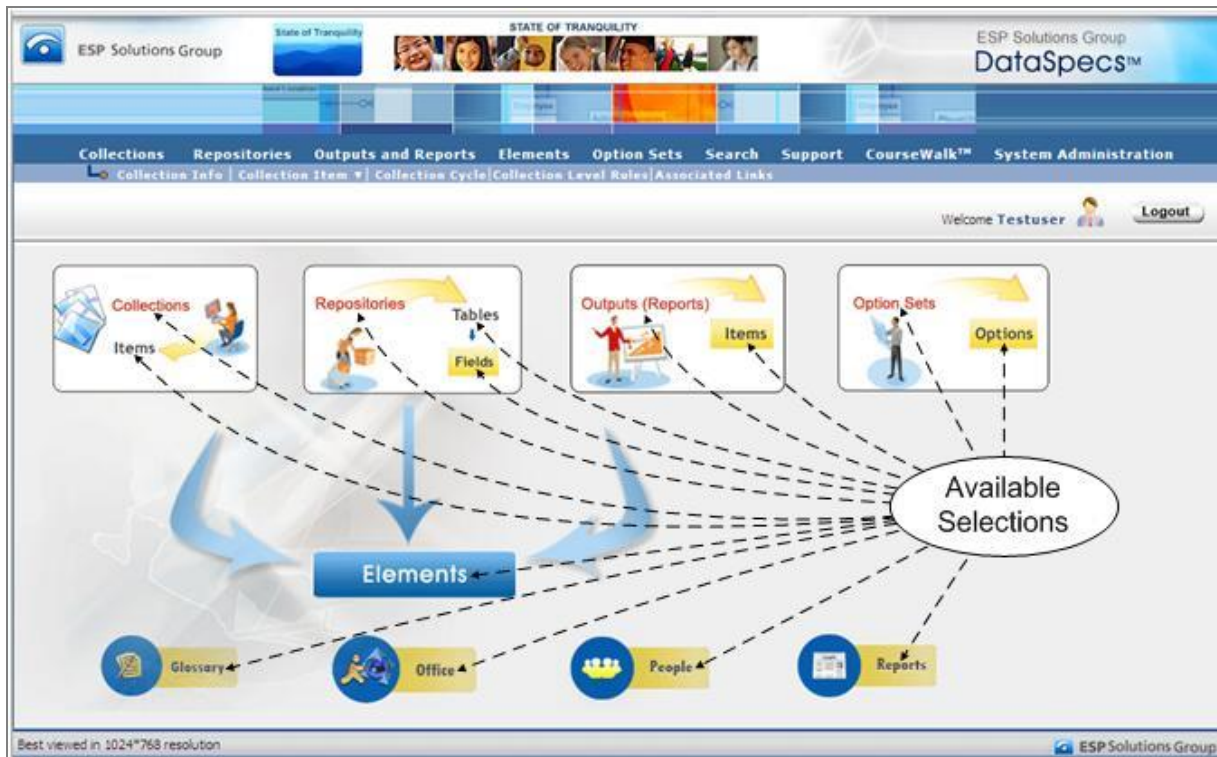 ESP Solutions Group
State of Tranquility
STATE OF TRANQUILITY
ESP Solutions Group
DataSpecs™
Collections Repositories Outputs and Reports Elements Option Sets Search Support CourseWalk™ System Administration
Collection Info | Collection Item ▼| Collection Cycle|Collection Level Rules|Associated Links
Welcome Testuser
Logout
Collections
Items
Repositories
Tables
Fields
Outputs (Reports)
Items
Option Sets
Options
Available
Selections
Elements
Glossary
Office
People
Reports
Best viewed in 1024*768 resolution
ESP Solutions Group